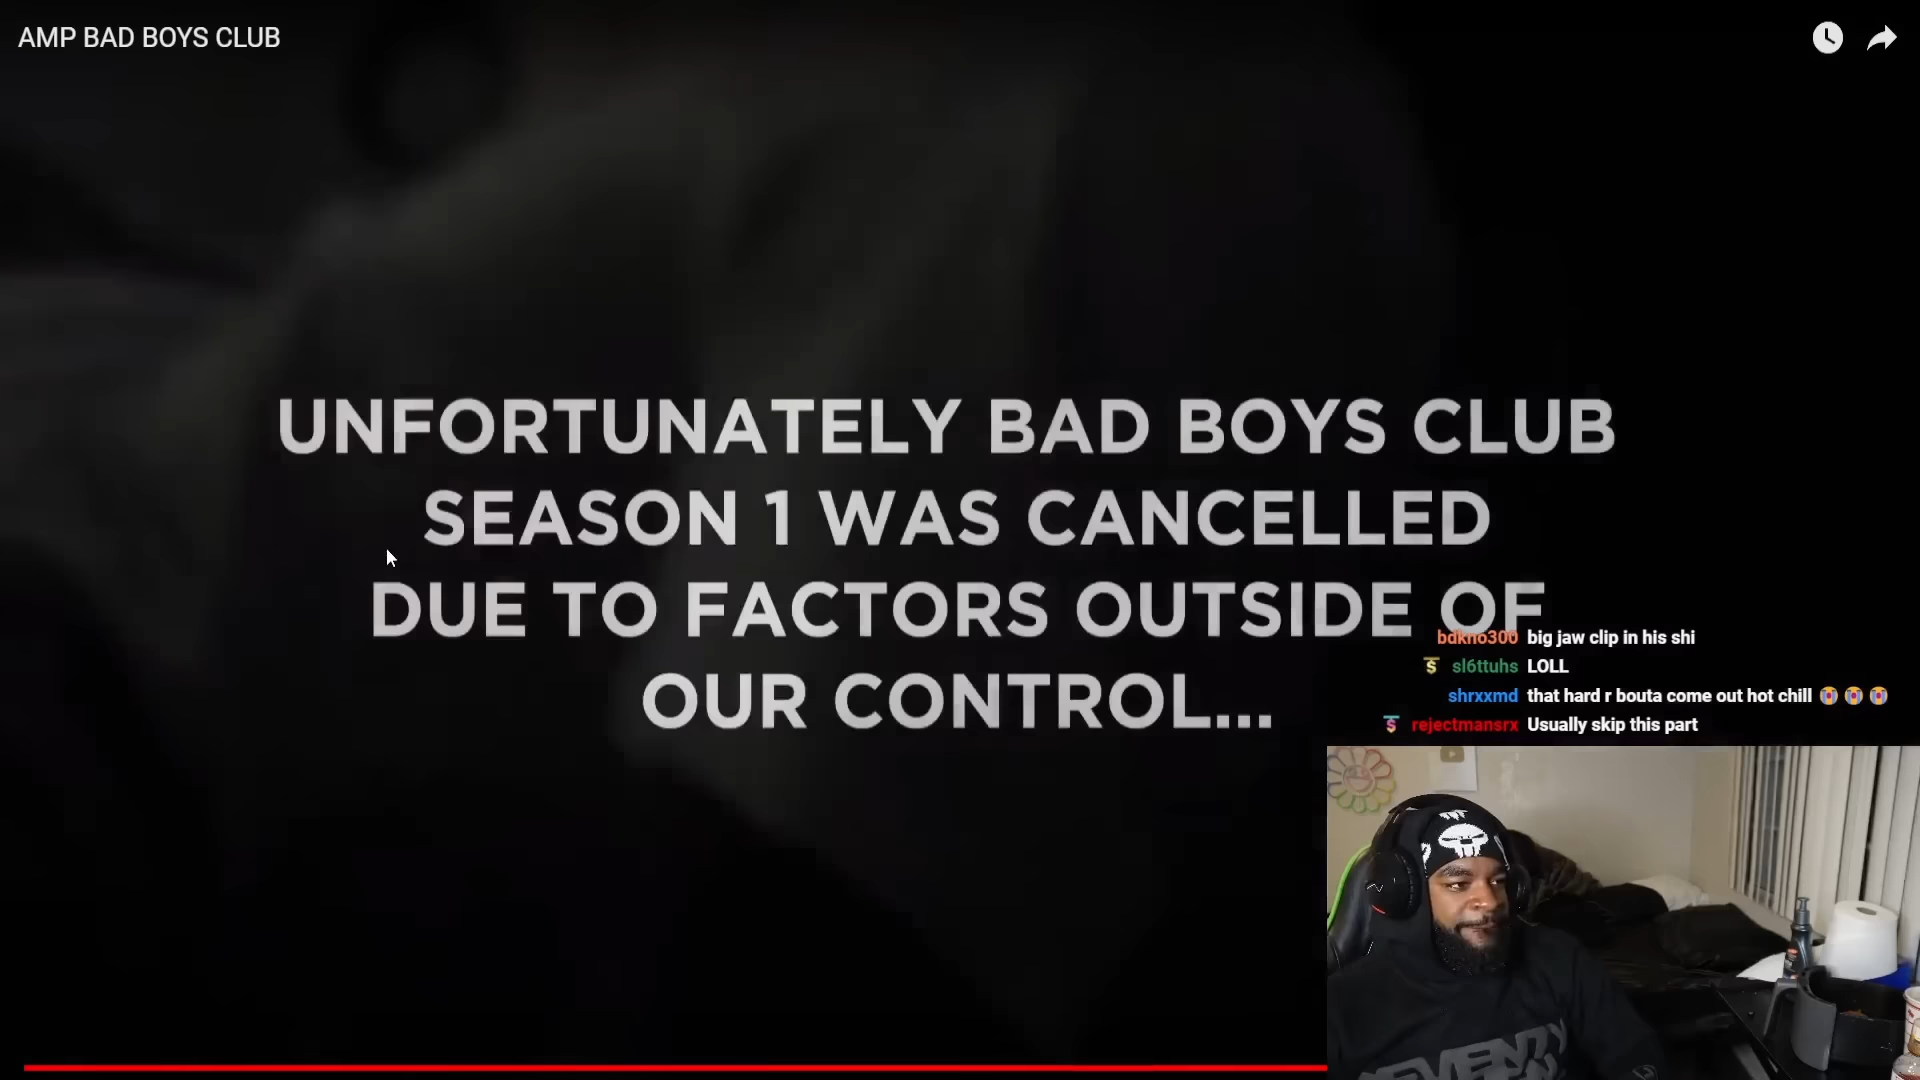 AMP BAD BOYS CLUB
UNFORTUNATELY BAD BOYS CLUB
SEASON 1 WAS CANCELLED
DUE TO FACTORS OUTSIDE OF
OUR CONTROL...
bdkno300 big jaw clip in his shi
sl6ttuhs LOLL
shrxxmd that hard r bouta come out hot chill 😭 😭 😭
rejectmansrx Usually skip this part